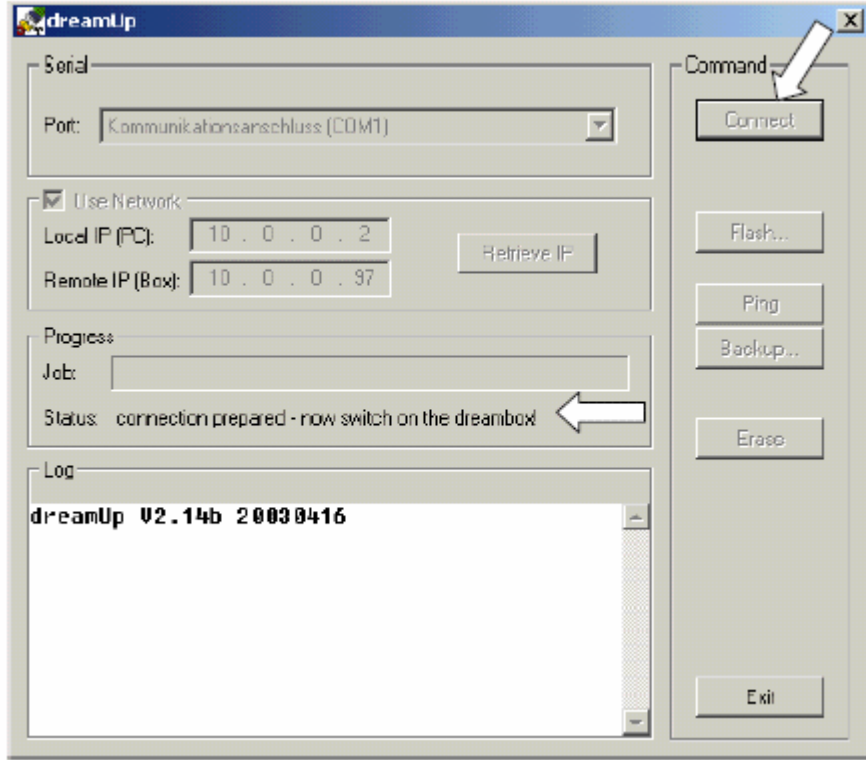 dreamUp
Serial
Port: Kommunikationsanschluss (COM1)
Use Network
Local IP (PC): 10 . 0 . 0 . 2
Remote IP (Box): 10 . 0 . 0 . 97
Retrieve IP
Progress
Job:
Status: connection prepared - now switch on the dreambox!
Log
dreamUp V2.14b 20030416
Command
Connect
Flash...
Ping
Backup...
Erase
Exit